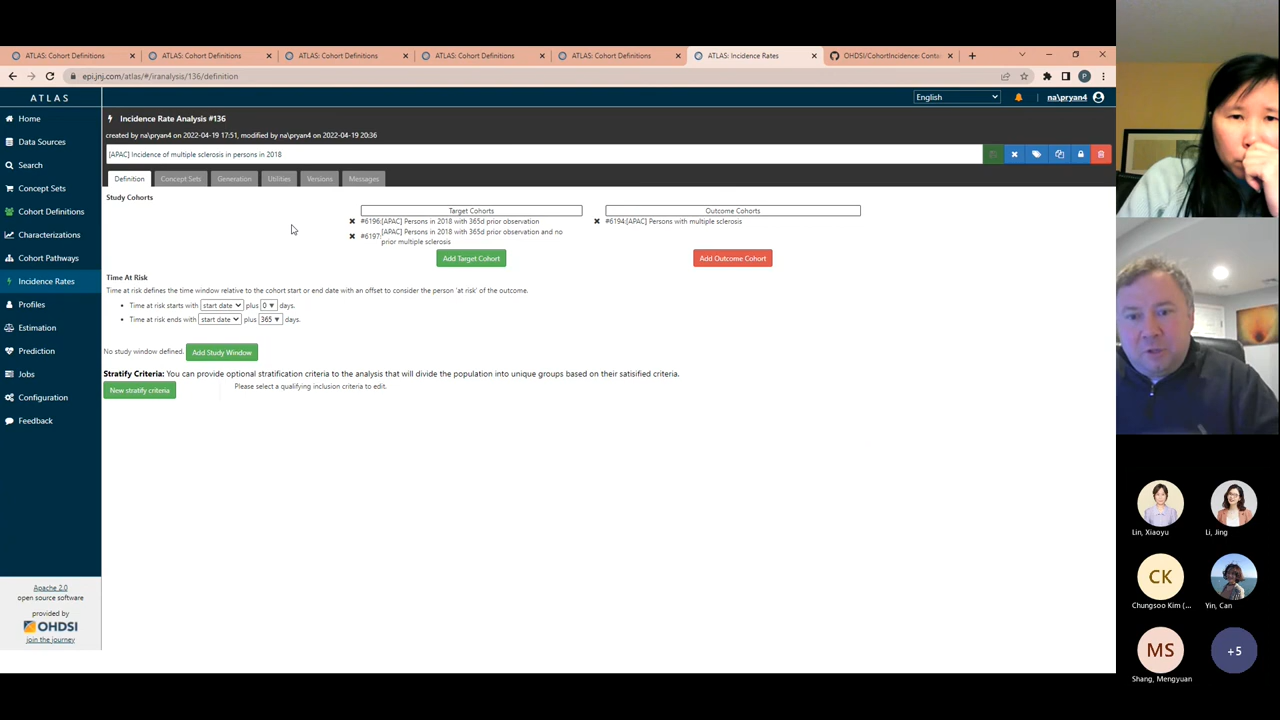 ATLAS: Cohort Definitions
ATLAS: Cohort Definitions
ATLAS: Cohort Definitions
ATLAS: Cohort Definitions
ATLAS: Cohort Definitions
ATLAS: Incidence Rates
OHDSI/CohortIncidence: Conta
epi.jnj.com/atlas/#/iranalysis/136/definition
P
ATLAS
English
na\pryan4
Home
Data Sources
Search
Concept Sets
Cohort Definitions
Characterizations
Cohort Pathways
Incidence Rates
Profiles
Estimation
Prediction
Jobs
Configuration
Feedback
Apache 2.0
open source software
provided by
OHDSI
join the journey
Incidence Rate Analysis #136
created by na\pryan4 on 2022-04-19 17:51, modified by na\pryan4 on 2022-04-19 20:36
[APAC] Incidence of multiple sclerosis in persons in 2018
Definition
Concept Sets
Generation
Utilities
Versions
Messages
Study Cohorts
Target Cohorts
#6196:[APAC] Persons in 2018 with 365d prior observation
#6197:[APAC] Persons in 2018 with 365d prior observation and no
prior multiple sclerosis
Add Target Cohort
Outcome Cohorts
#6194:[APAC] Persons with multiple sclerosis
Add Outcome Cohort
Time At Risk
Time at risk defines the time window relative to the cohort start or end date with an offset to consider the person 'at risk' of the outcome.
Time at risk starts with start date plus 0 days.
Time at risk ends with start date plus 365 days.
No study window defined. Add Study Window
Stratify Criteria: You can provide optional stratification criteria to the analysis that will divide the population into unique groups based on their satisified criteria.
New stratify criteria
Please select a qualifying inclusion criteria to edit.
Lin, Xiaoyu
Li, Jing
CK
Chungsoo Kim (...
Yin, Can
MS
Shang, Mengyuan
+5